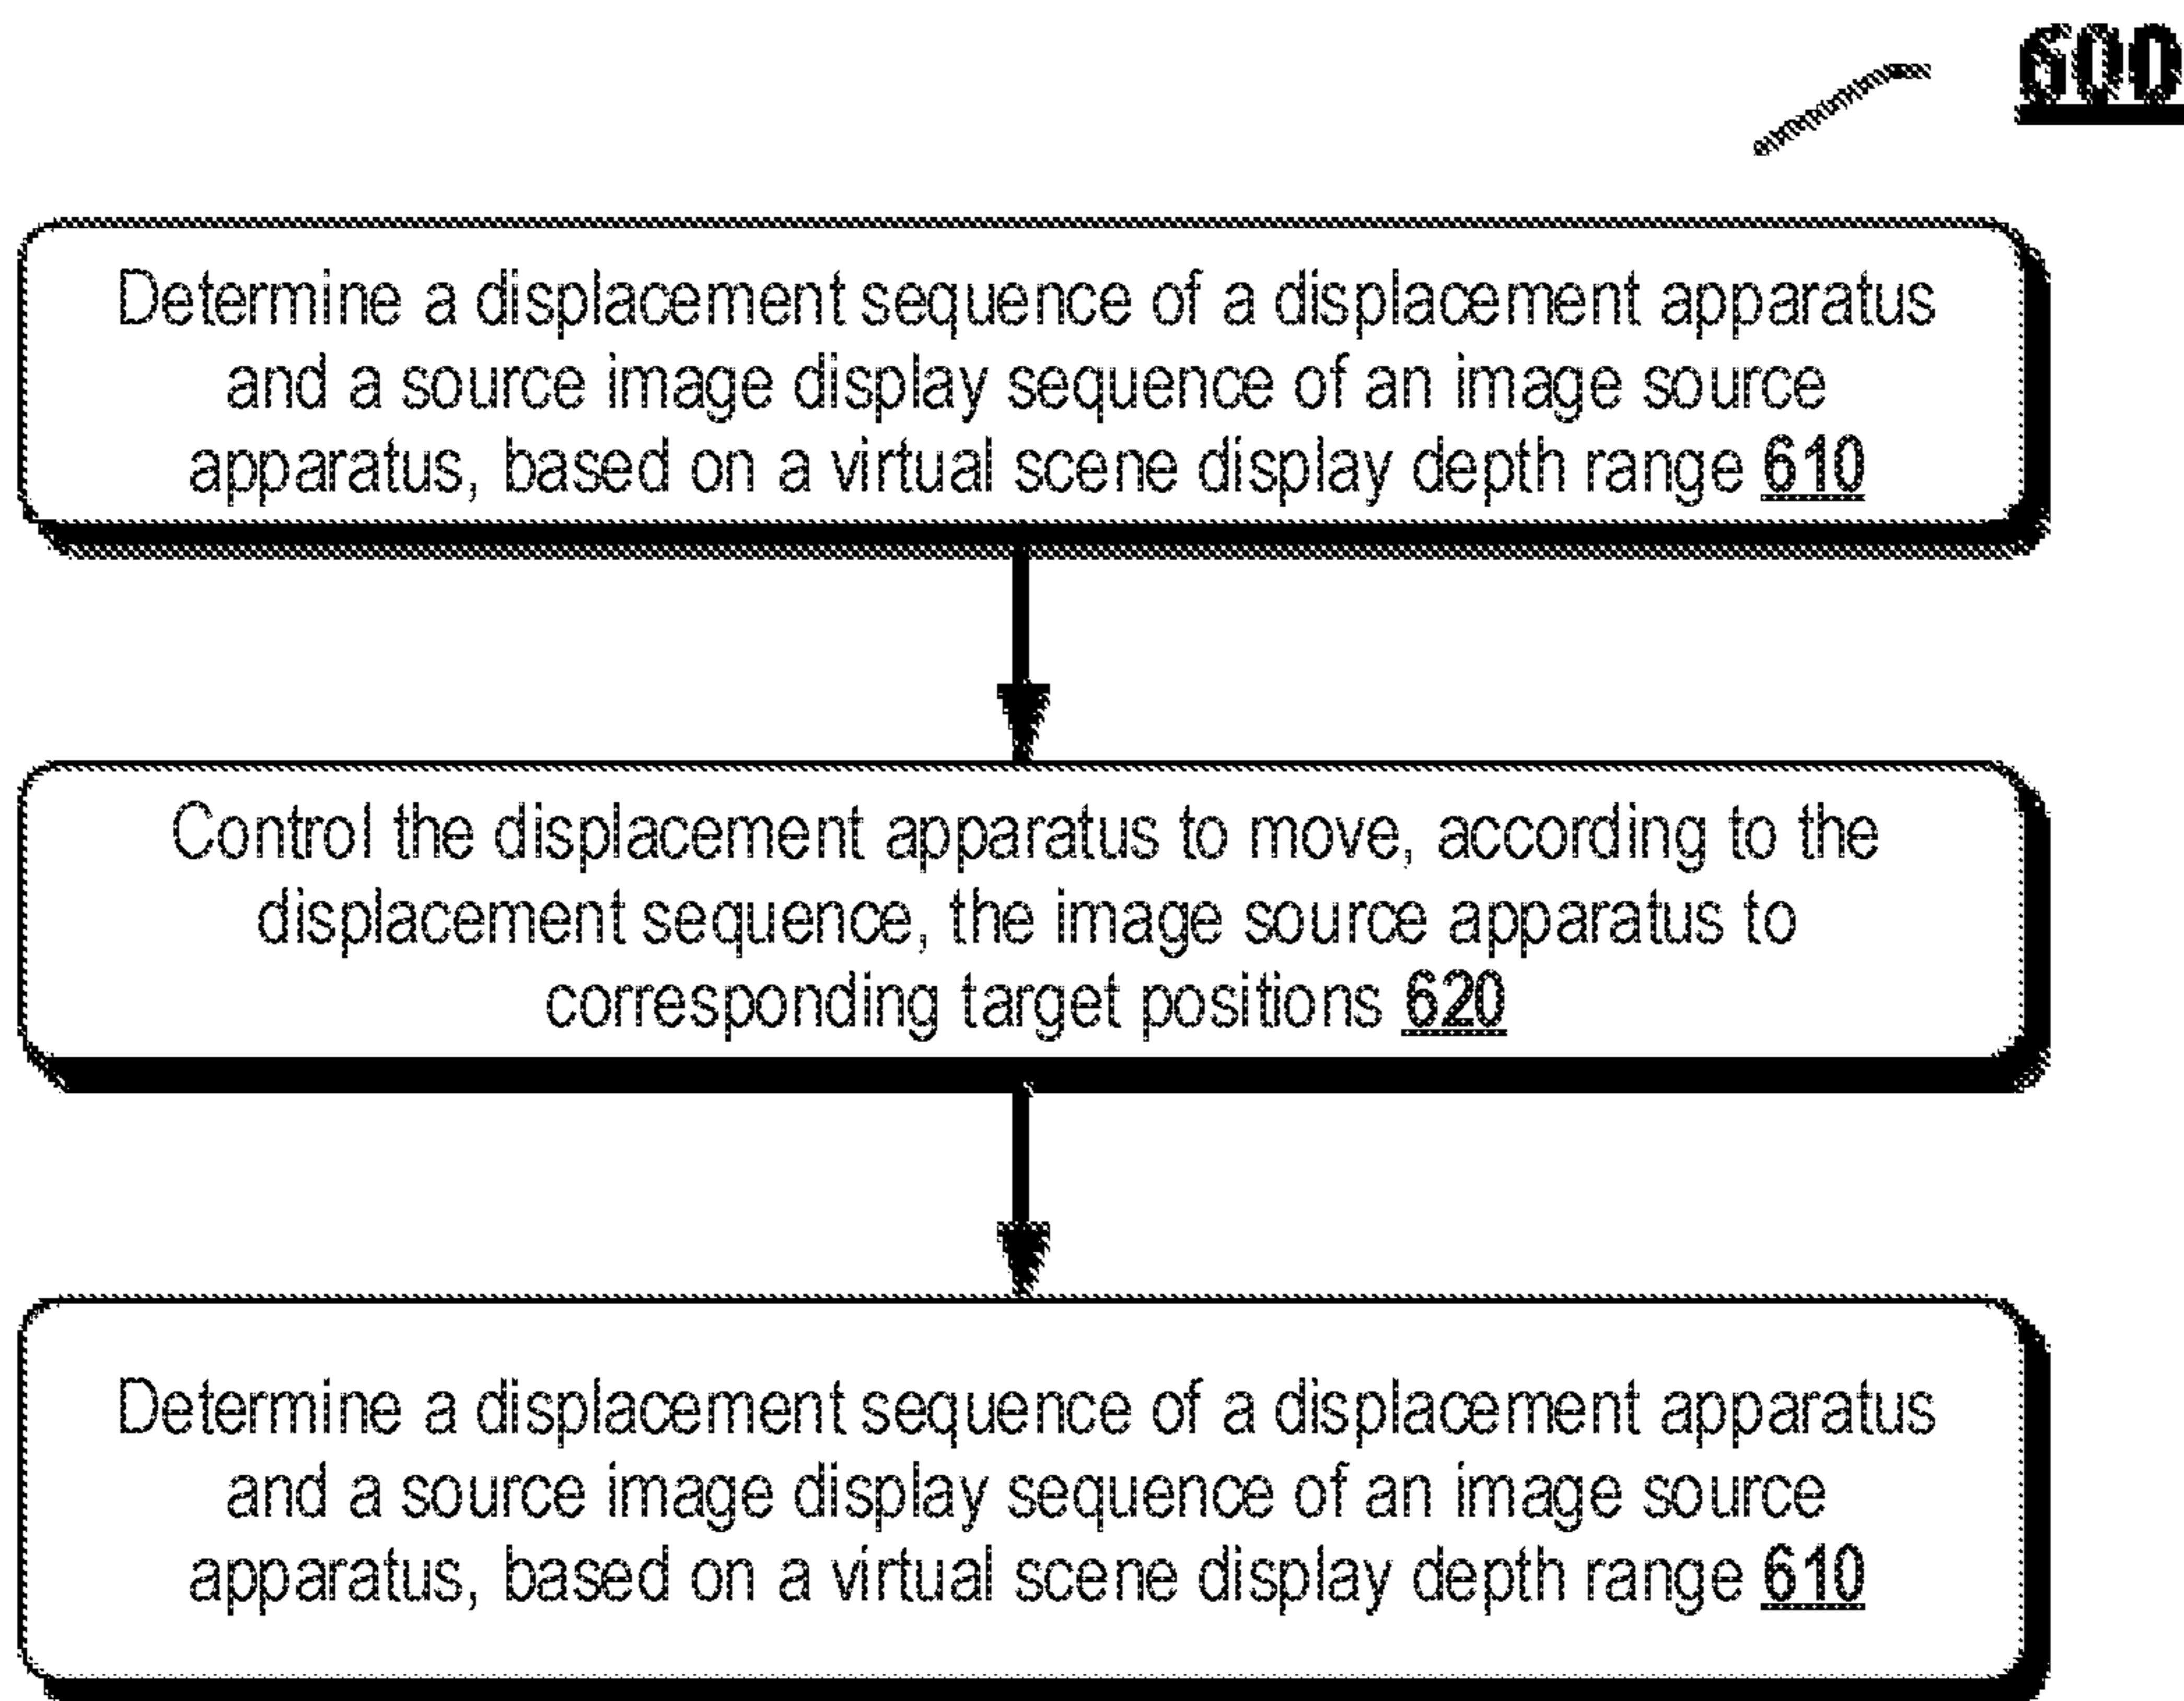 600
Determine a displacement sequence of a displacement apparatus
and a source image display sequence of an image source
apparatus, based on a virtual scene display depth range 610
Control the displacement apparatus to move, according to the
displacement sequence, the image source apparatus to
corresponding target positions 620
Determine a displacement sequence of a displacement apparatus
and a source image display sequence of an image source
apparatus, based on a virtual scene display depth range 610